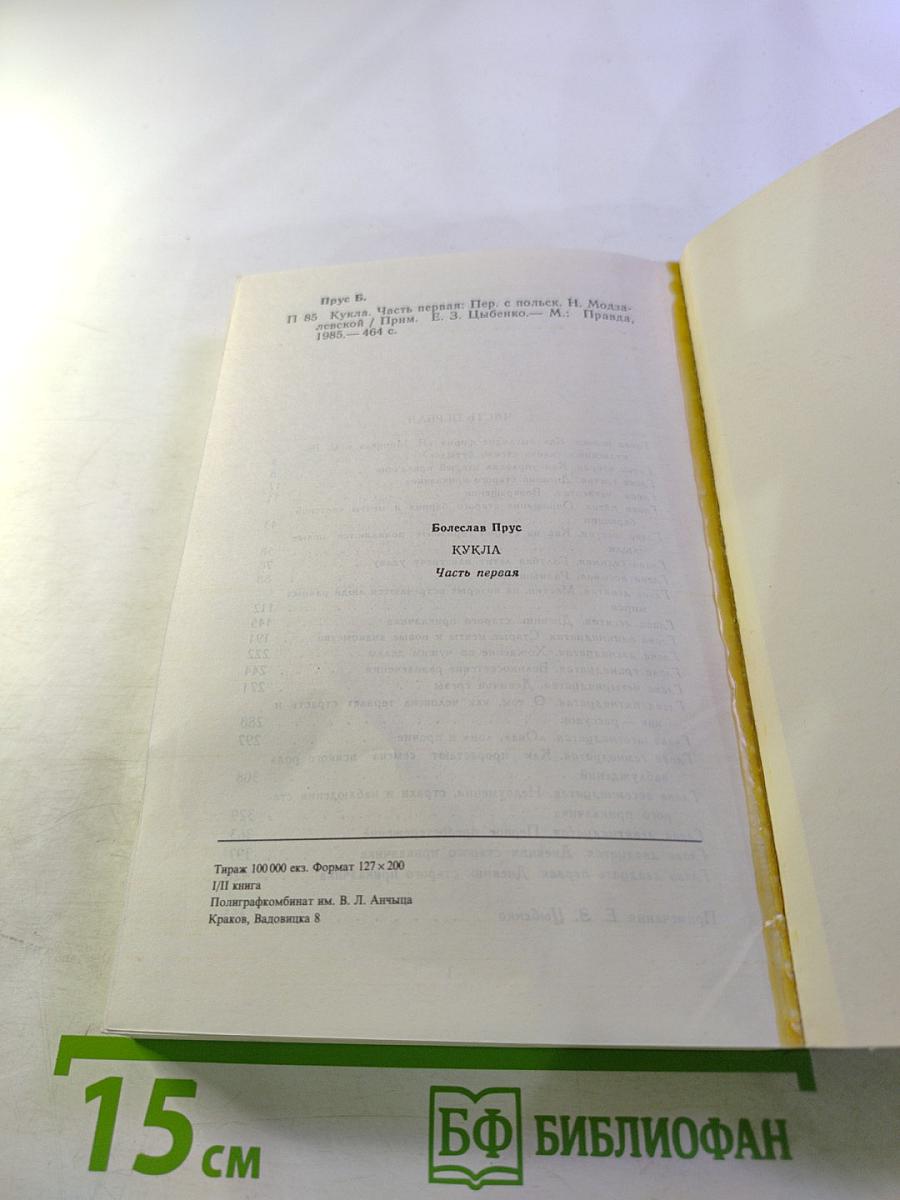 Прус Б.
П 85 Кукла. Часть первая: Пер. с польск. Н. Модза-
левской / Прим. Е. З. Цыбенко.— М.: Правда,
1985.— 464 с.
Болеслав Прус
КУКЛА
Часть первая
Тираж 100 000 екз. Формат 127 × 200
I/II книга
Полиграфкомбинат им. В. Л. Анчыца
Краков, Вадовицка 8
15 см
БФ БИБЛИОФАН